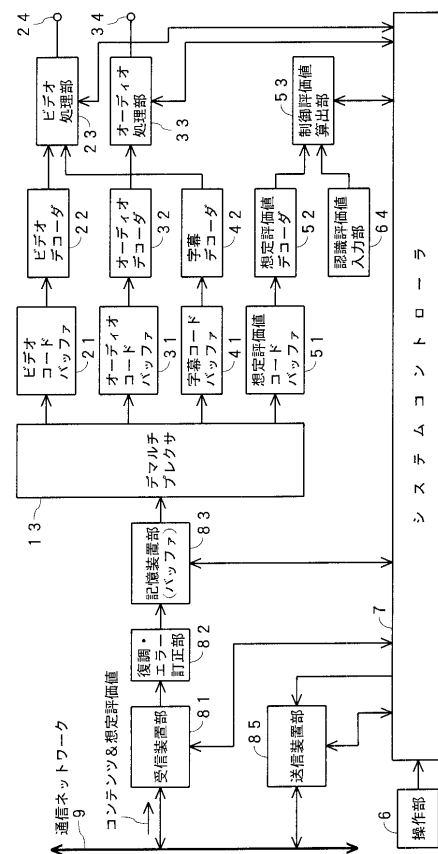 通信ネットワーク
9
コンテンツ&想定評価値
受信装置部
81
復調・
エラー
訂正部
82
記憶装置部
(バッファ)
83
デマルチ
プレクサ
13
ビデオ
コード
バッファ
21
ビデオ
デコーダ
22
ビデオ
処理部
23
24
オーディオ
コード
バッファ
31
オーディオ
デコーダ
32
オーディオ
処理部
33
34
字幕コード
バッファ
41
字幕
デコーダ
42
想定評価値
コード
バッファ
51
想定評価値
デコーダ
52
制御評価値
算出部
53
認識評価値
入力部
64
送信装置部
85
操作部
6
システムコントローラ
7